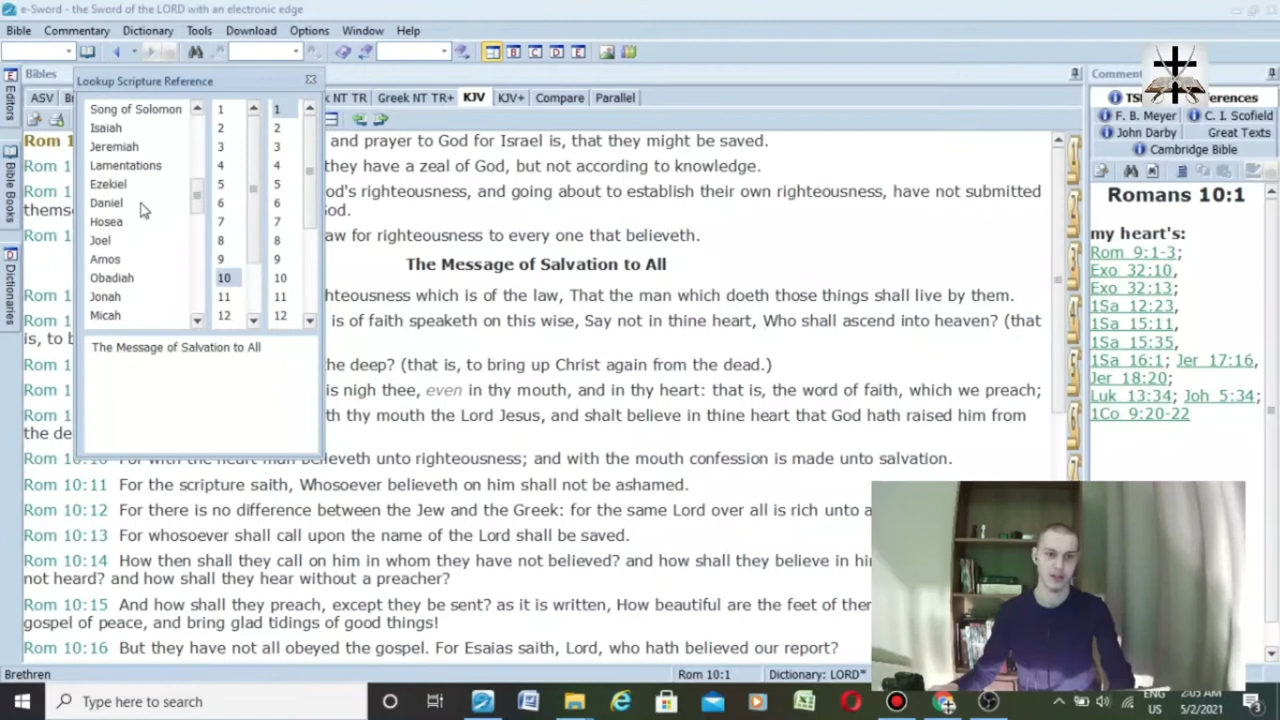 e-Sword - the Sword of the LORD with an electronic edge
Bible Commentary Dictionary Tools Download Options Window Help
B C D E
Bibles
Lookup Scripture Reference
Editors
Bible Books
Dictionaries
ASV
k NT TR Greek NT TR+ KJV KJV+ Compare Parallel
Song of Solomon 1 1
Isaiah 2 2
Jeremiah 3 3
Lamentations 4 4
Ezekiel 5 5
Daniel 6 6
Hosea 7 7
Joel 8 8
Amos 9 9
Obadiah 10 10
Jonah 11 11
Micah 12 12
The Message of Salvation to All
Rom 1 and prayer to God for Israel is, that they might be saved.
Rom 1 they have a zeal of God, but not according to knowledge.
Rom 1 od's righteousness, and going about to establish their own righteousness, have not submitted
themse God.
Rom 1 aw for righteousness to every one that believeth.
The Message of Salvation to All
Rom 1 hteousness which is of the law, That the man which doeth those things shall live by them.
Rom 1 is of faith speaketh on this wise, Say not in thine heart, Who shall ascend into heaven? (that
is, to b
Rom 1 he deep? (that is, to bring up Christ again from the dead.)
Rom 1 is nigh thee, even in thy mouth, and in thy heart: that is, the word of faith, which we preach;
Rom 1 th thy mouth the Lord Jesus, and shalt believe in thine heart that God hath raised him from
the de
Rom 10:10 For with the heart man believeth unto righteousness; and with the mouth confession is made unto salvation.
Rom 10:11 For the scripture saith, Whosoever believeth on him shall not be ashamed.
Rom 10:12 For there is no difference between the Jew and the Greek: for the same Lord over all is rich unto a
Rom 10:13 For whosoever shall call upon the name of the Lord shall be saved.
Rom 10:14 How then shall they call on him in whom they have not believed? and how shall they believe in hi
not heard? and how shall they hear without a preacher?
Rom 10:15 And how shall they preach, except they be sent? as it is written, How beautiful are the feet of ther
gospel of peace, and bring glad tidings of good things!
Rom 10:16 But they have not all obeyed the gospel. For Esaias saith, Lord, who hath believed our report?
1
2
3
4
5
6
7
Comment
TS erences
F. B. Meyer C. I. Scofield
John Darby Great Texts
Cambridge Bible
Romans 10:1
my heart's:
Rom 9:1-3;
Exo 32:10,
Exo 32:13;
1Sa 12:23,
1Sa 15:11,
1Sa 15:35,
1Sa 16:1; Jer 17:16,
Jer 18:20;
Luk 13:34; Joh 5:34;
1Co 9:20-22
Brethren Rom 10:1 Dictionary: LORD*
Type here to search
ENG
US
2:05 AM
5/2/2021
3